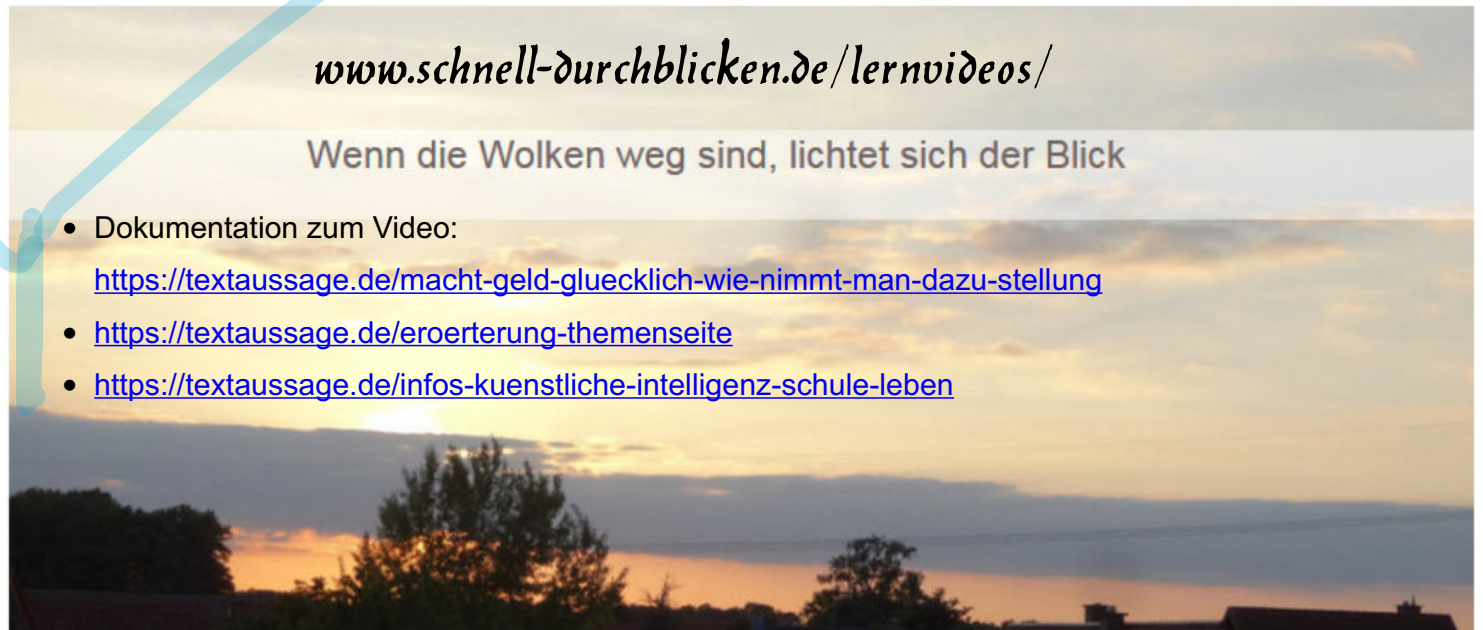 www.schnell-durchblicken.de/lernvideos/
Wenn die Wolken weg sind, lichtet sich der Blick
• Dokumentation zum Video:
https://textaussage.de/macht-geld-gluecklich-wie-nimmt-man-dazu-stellung
• https://textaussage.de/eroerterung-themenseite
• https://textaussage.de/infos-kuenstliche-intelligenz-schule-leben